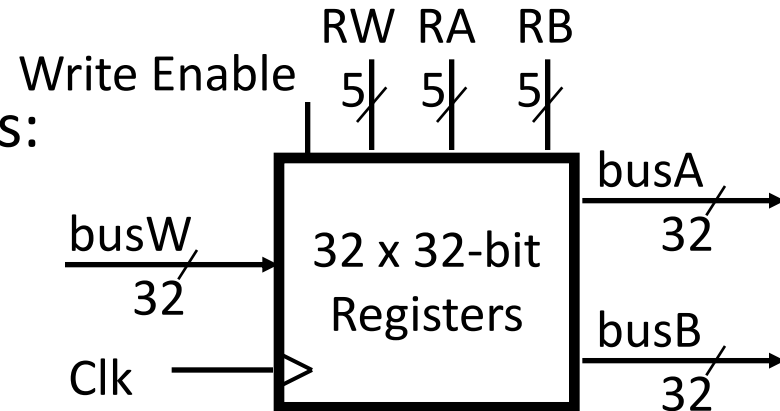 RW RA RB
Write Enable
5 5 5
s:
busA
32
busW
32
32 x 32-bit
Registers
busB
32
Clk